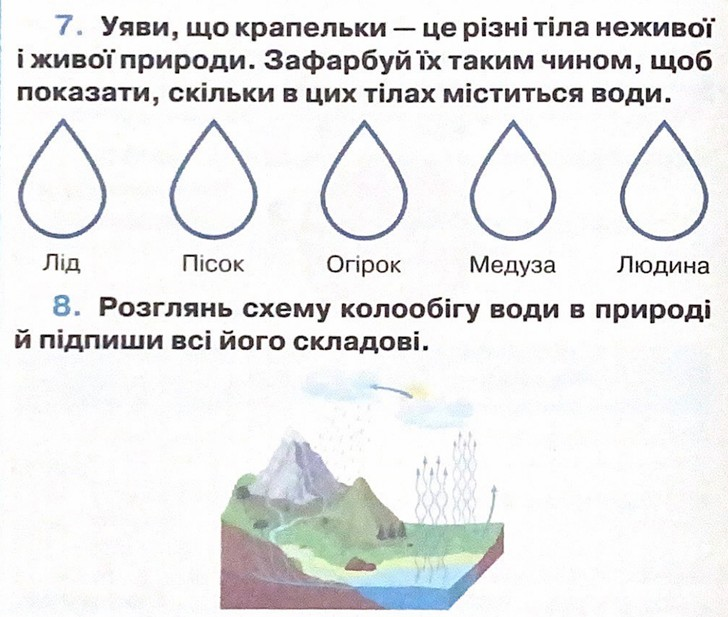 7. Уяви, що крапельки — це різні тіла неживої
і живої природи. Зафарбуй їх таким чином, щоб
показати, скільки в цих тілах міститься води.
Лід Пісок Огірок Медуза Людина
8. Розглянь схему колообігу води в природі
й підпиши всі його складові.